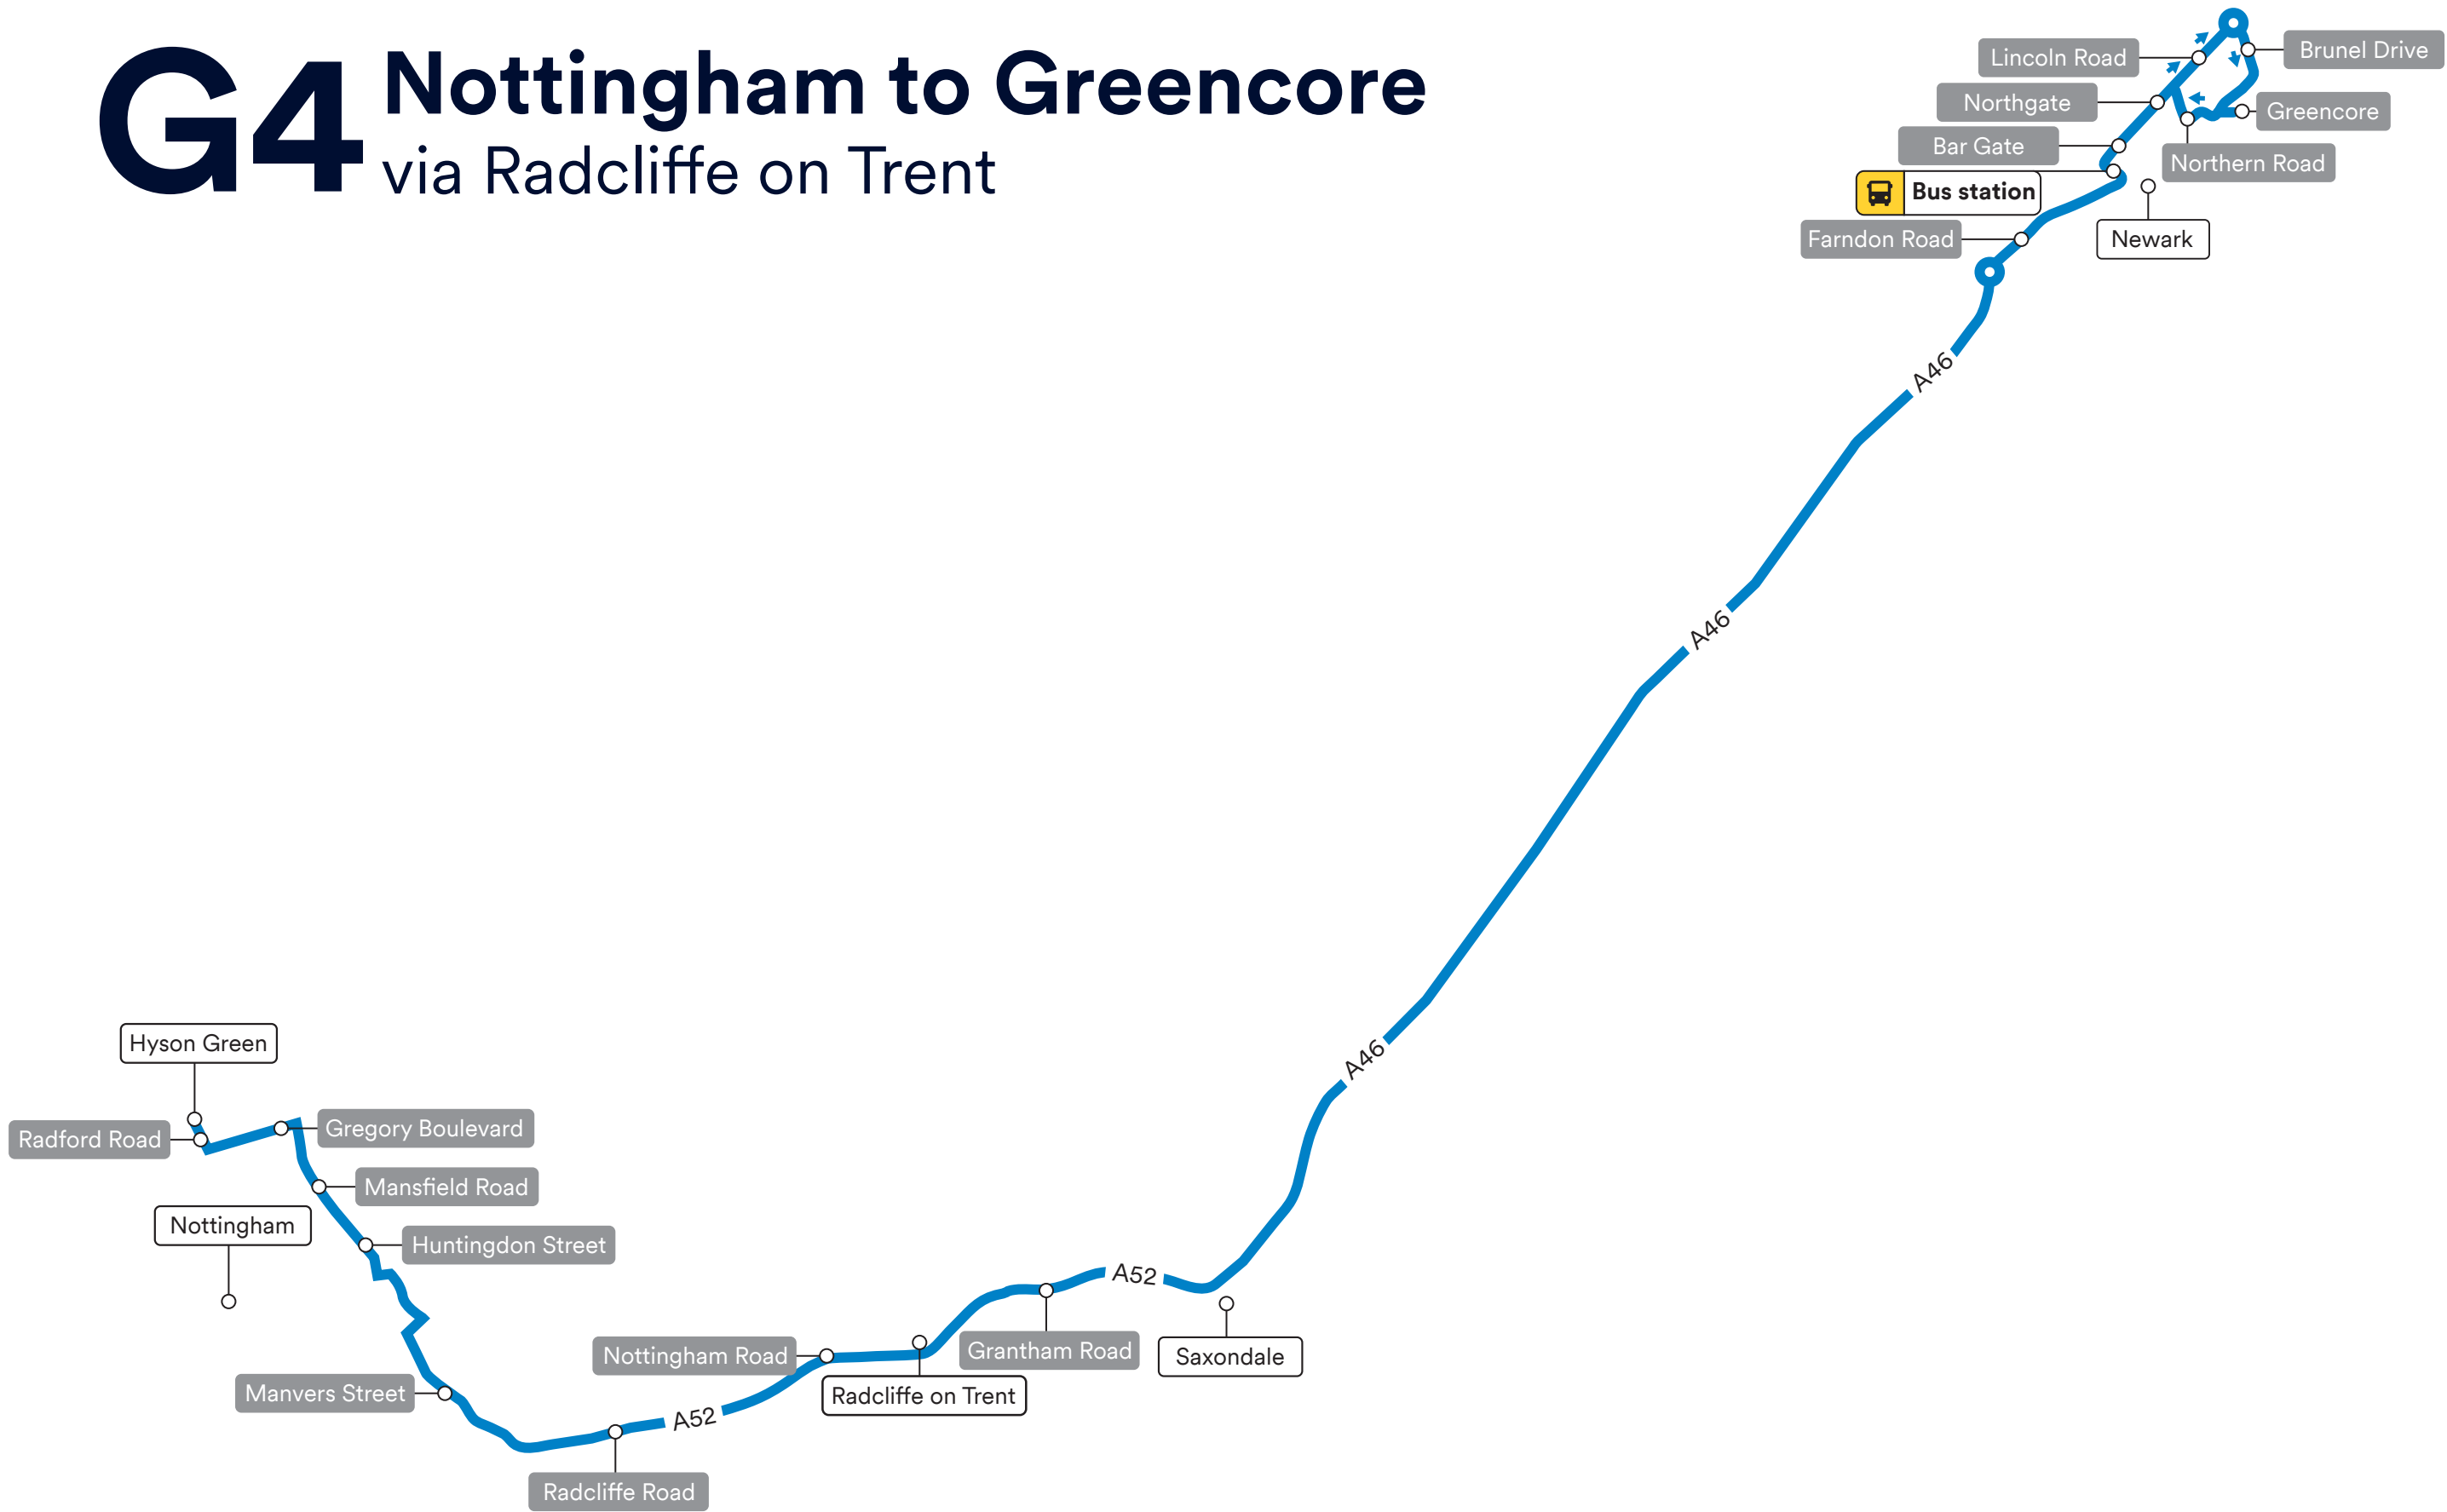 G4
Nottingham to Greencore
via Radcliffe on Trent
Lincoln Road
Brunel Drive
Northgate
Greencore
Bar Gate
Northern Road
Bus station
Farndon Road
Newark
A46
A46
A46
Hyson Green
Radford Road
Gregory Boulevard
Mansfield Road
Nottingham
Huntingdon Street
A52
Nottingham Road
Grantham Road
Saxondale
Manvers Street
Radcliffe on Trent
A52
Radcliffe Road